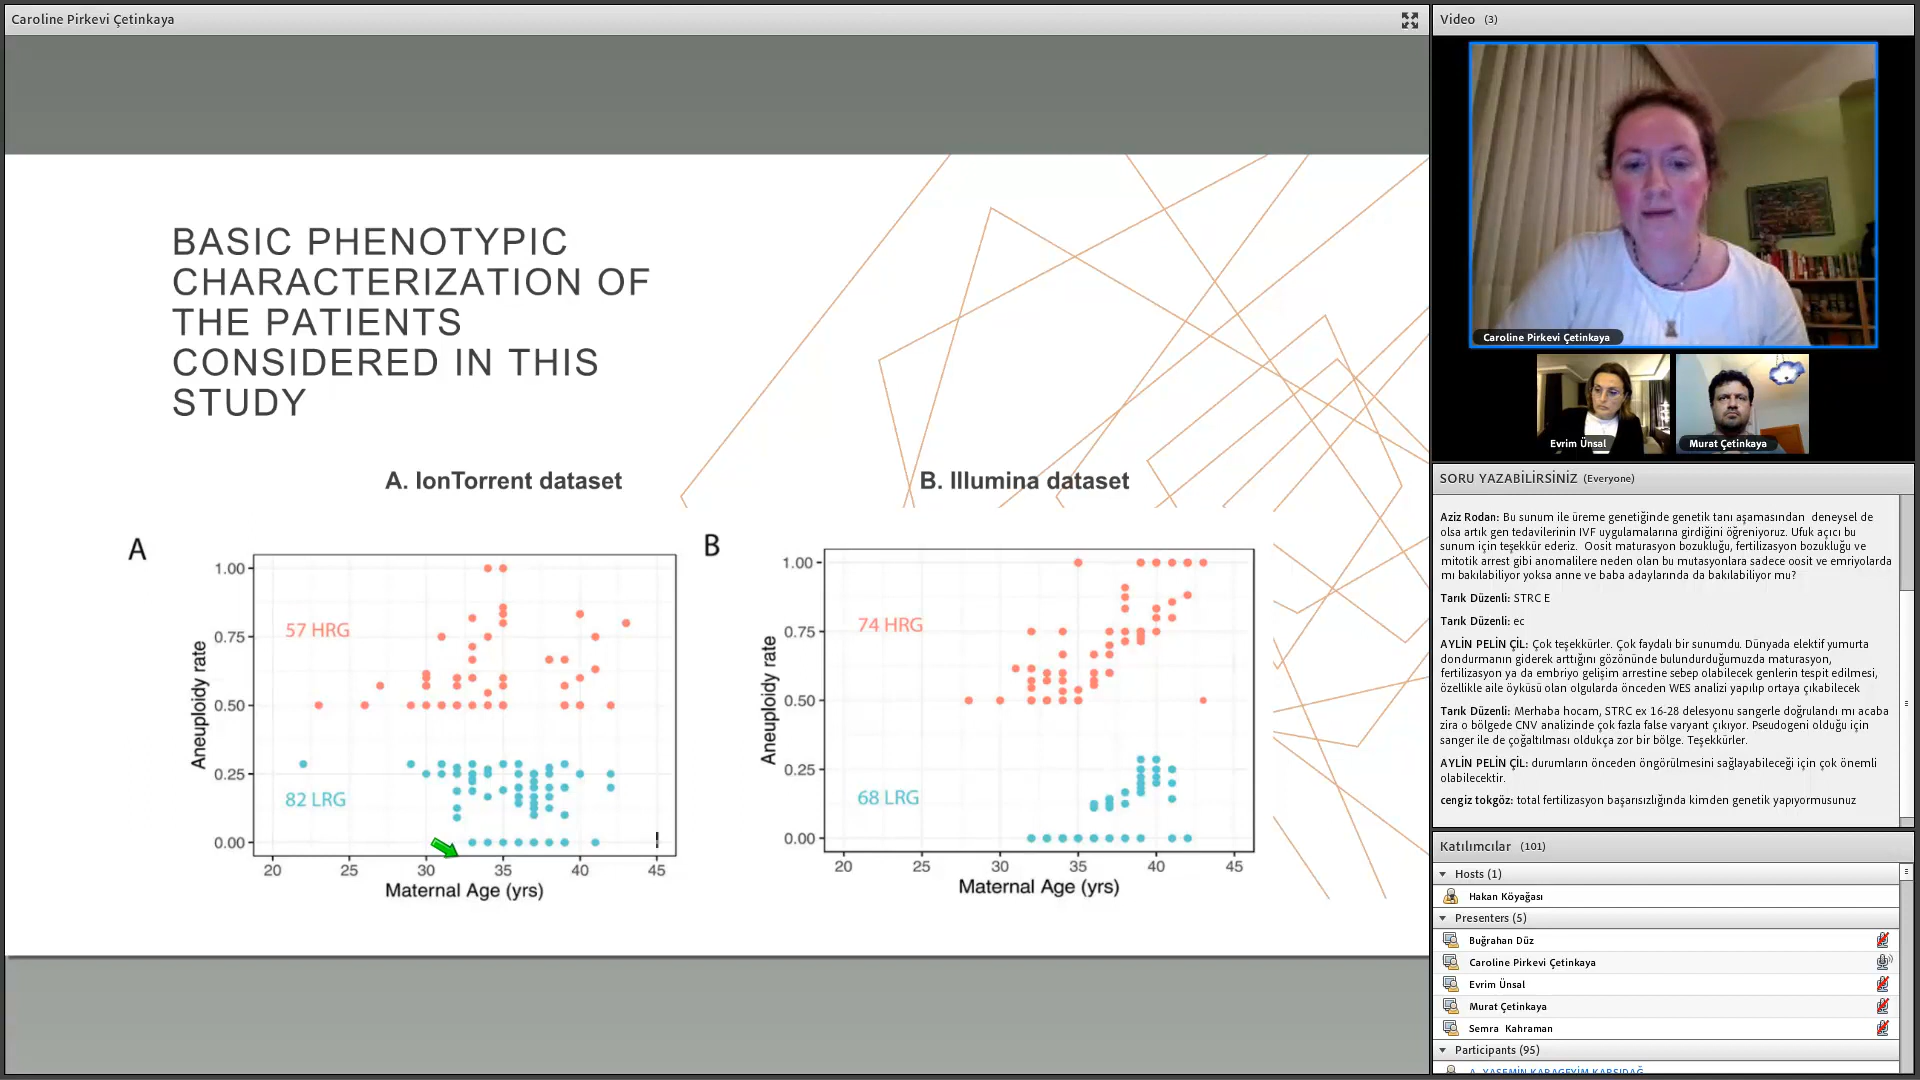 Caroline Pirkevi Çetinkaya
BASIC PHENOTYPIC
CHARACTERIZATION OF
THE PATIENTS
CONSIDERED IN THIS
STUDY
A. IonTorrent dataset
B. Illumina dataset
A
1.00
0.75
0.50
0.25
0.00
Aneuploidy rate
57 HRG
82 LRG
20 25 30 35 40 45
Maternal Age (yrs)
B
1.00
0.75
0.50
0.25
0.00
Aneuploidy rate
74 HRG
68 LRG
20 25 30 35 40 45
Maternal Age (yrs)
Video (3)
Caroline Pirkevi Çetinkaya
Evrim Ünsal
Murat Çetinkaya
SORU YAZABİLİRSİNİZ (Everyone)
Aziz Rodan: Bu sunum ile üreme genetiğinde genetik tanı aşamasından deneysel de
olsa artık gen tedavilerinin IVF uygulamalarına girdiğini öğreniyoruz. Ufuk açıcı bu
sunum için teşekkür ederiz. Oosit maturasyon bozukluğu, fertilizasyon bozukluğu ve
mitotik arrest gibi anomalilere neden olan bu mutasyonlara sadece oosit ve emriyolarda
mı bakılabiliyor yoksa anne ve baba adaylarında da bakılabiliyor mu?
Tarık Düzenli: STRC E
Tarık Düzenli: ec
AYLİN PELİN ÇİL: Çok teşekkürler. Çok faydalı bir sunumdu. Dünyada elektif yumurta
dondurmanın giderek arttığını gözönünde bulundurduğumuzda maturasyon,
fertilizasyon ya da embriyo gelişim arrestine sebep olabilecek genlerin tespit edilmesi,
özellikle aile öyküsü olan olgularda önceden WES analizi yapılıp ortaya çıkabilecek
Tarık Düzenli: Merhaba hocam, STRC ex 16-28 delesyonu sangerle doğrulandı mı acaba
zira o bölgede CNV analizinde çok fazla false varyant çıkıyor. Pseudogeni olduğu için
sanger ile de çoğaltılması oldukça zor bir bölge. Teşekkürler.
AYLİN PELİN ÇİL: durumların önceden öngörülmesini sağlayabileceği için çok önemli
olabilecektir.
cengiz tokgöz: total fertilizasyon başarısızlığında kimden genetik yapıyormusunuz
Katılımcılar (101)
Hosts (1)
Hakan Köyağası
Presenters (5)
Buğrahan Düz
Caroline Pirkevi Çetinkaya
Evrim Ünsal
Murat Çetinkaya
Semra Kahraman
Participants (95)
A. YASEMİN KARAGEYİM KARSIDAĞ